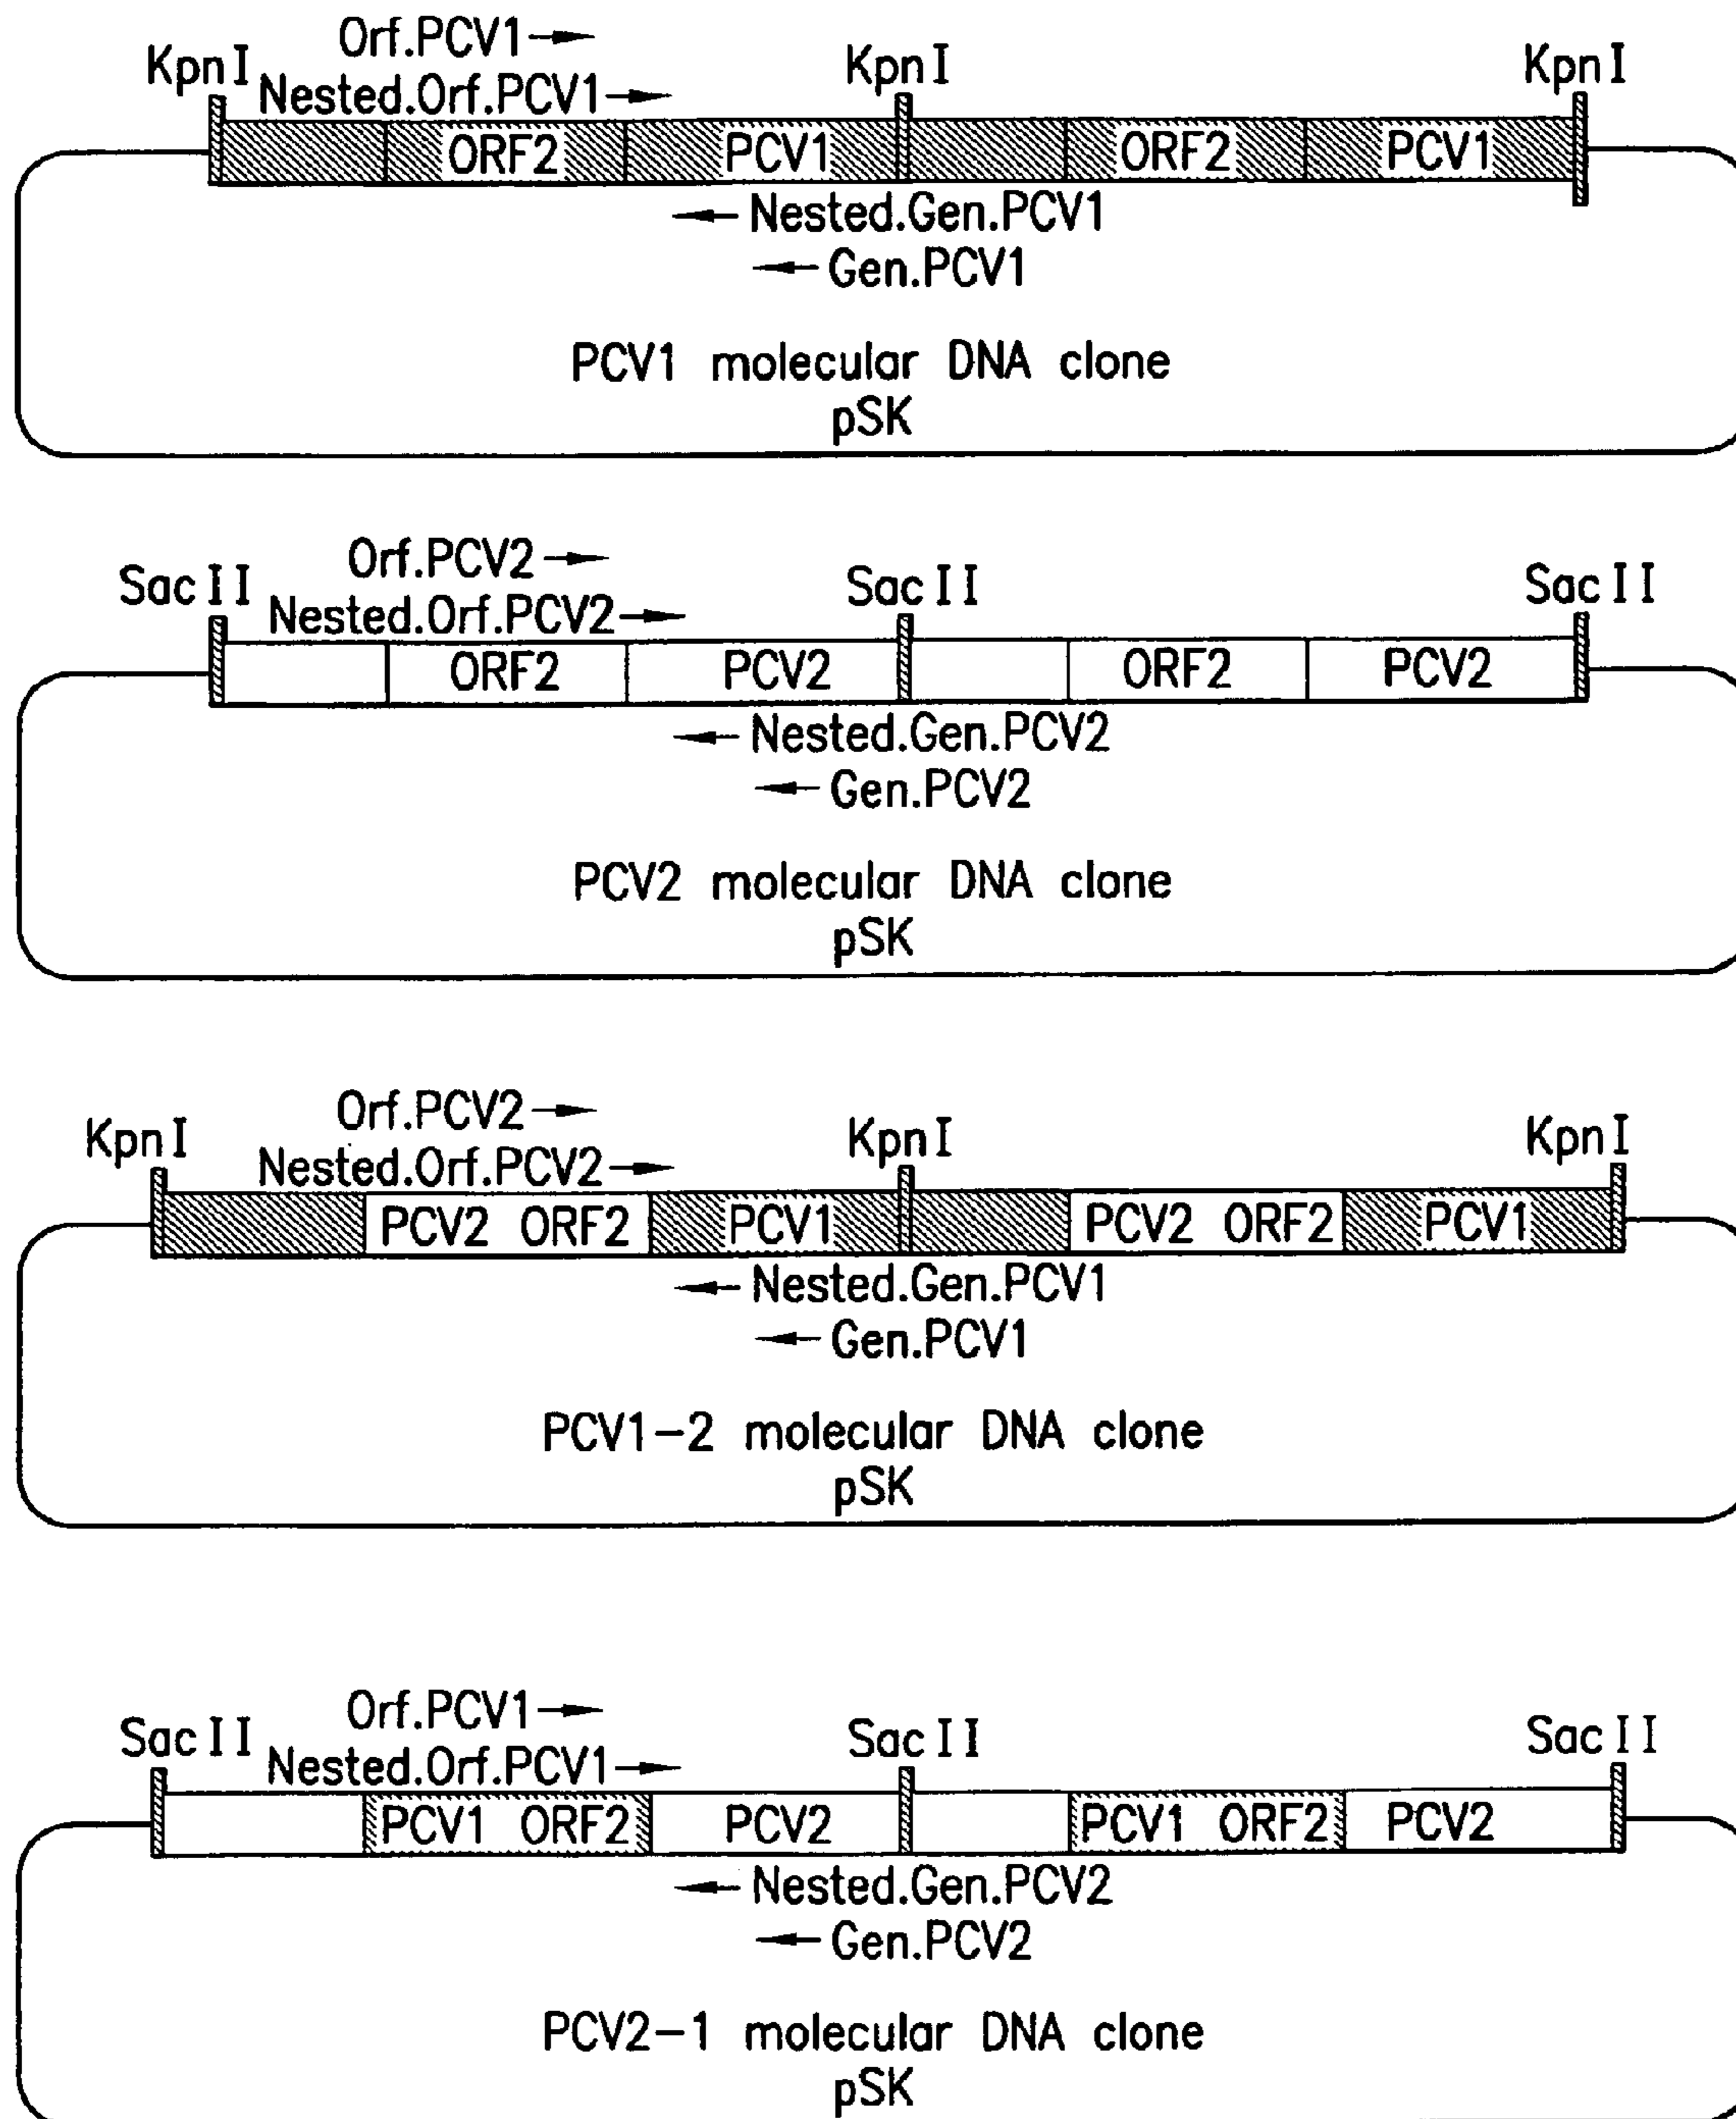 Orf.PCV1
KpnI KpnI KpnI
Nested.Orf.PCV1
ORF2 PCV1 ORF2 PCV1
Nested.Gen.PCV1
Gen.PCV1
PCV1 molecular DNA clone
pSK
Orf.PCV2
SacII SacII SacII
Nested.Orf.PCV2
ORF2 PCV2 ORF2 PCV2
Nested.Gen.PCV2
Gen.PCV2
PCV2 molecular DNA clone
pSK
Orf.PCV2
KpnI KpnI KpnI
Nested.Orf.PCV2
PCV2 ORF2 PCV1 PCV2 ORF2 PCV1
Nested.Gen.PCV1
Gen.PCV1
PCV1-2 molecular DNA clone
pSK
Orf.PCV1
SacII SacII SacII
Nested.Orf.PCV1
PCV1 ORF2 PCV2 PCV1 ORF2 PCV2
Nested.Gen.PCV2
Gen.PCV2
PCV2-1 molecular DNA clone
pSK